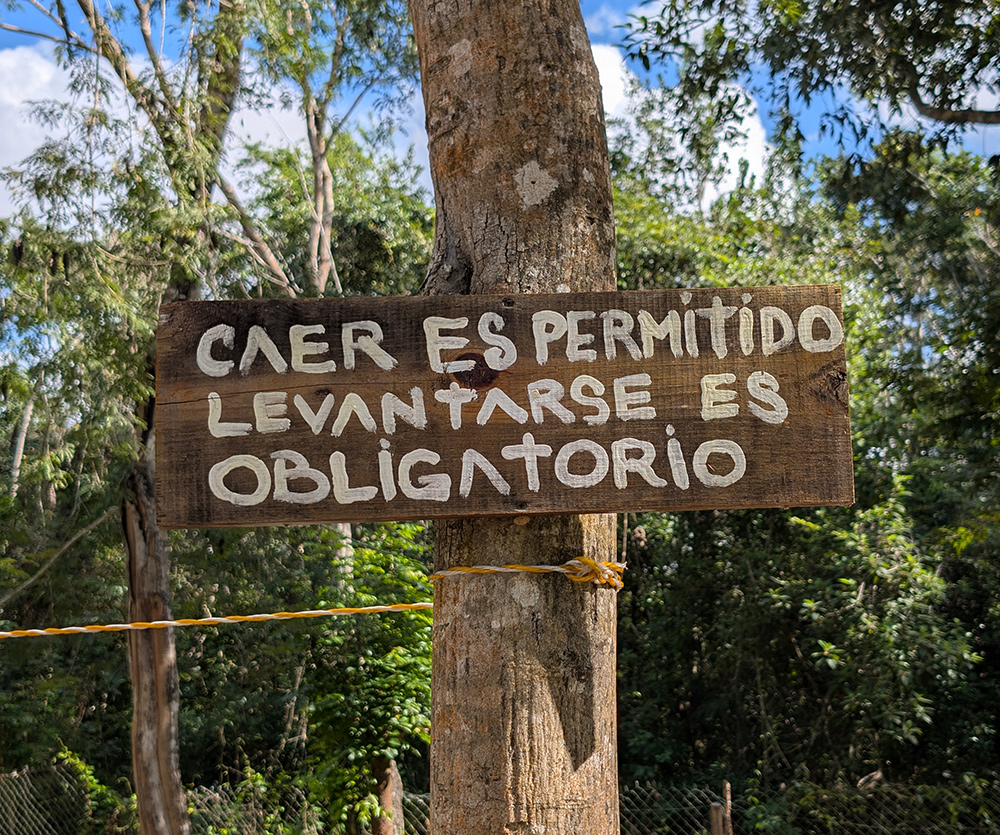 CAER ES PERMITIDO
LEVANTARSE ES
OBLIGATORIO